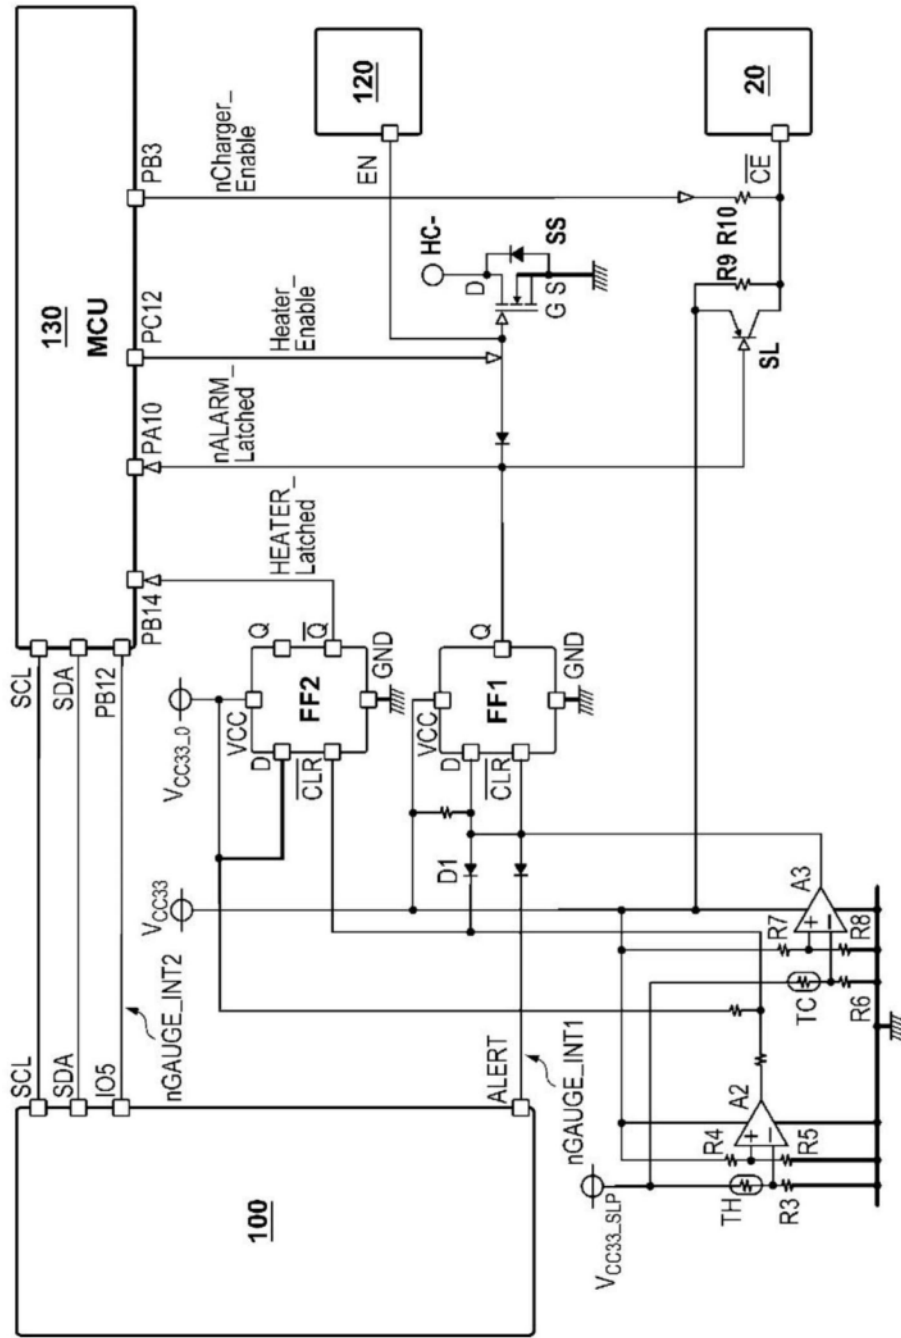 130
MCU
SCL
SDA
PB12
PB14
PA10
PC12
PB3
HEATER_
Latched
nALARM_
Latched
Heater_
Enable
nCharger_
Enable
120
EN
20
CE
HC-
D
G
S
SS
R9
R10
SL
VCC33_0
VCC
D
CLR
FF2
Q
Q
GND
VCC33
VCC
D
CLR
FF1
Q
GND
D1
SCL
SDA
IO5
nGAUGE_INT2
100
ALERT
nGAUGE_INT1
VCC33_SLP
TH
R3
R4
+
−
A2
R5
TC
R6
R7
+
−
A3
R8